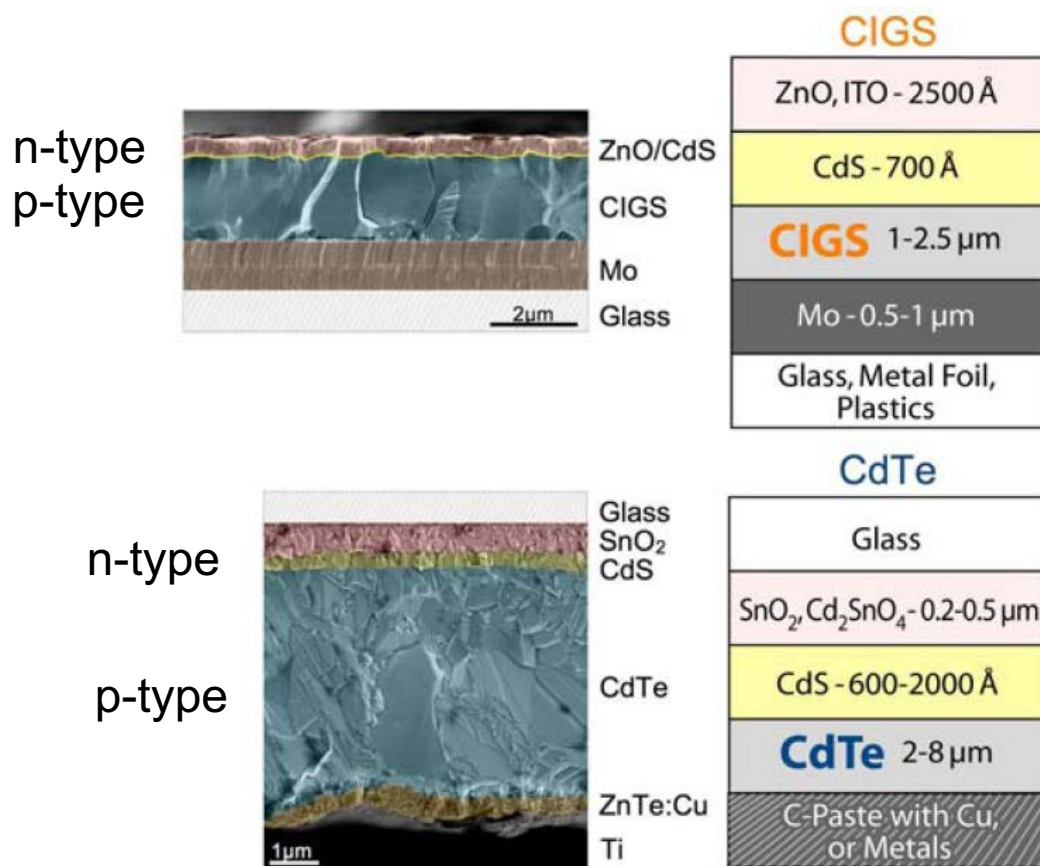 CIGS
n-type
p-type
ZnO/CdS
CIGS
Mo
Glass
2μm
ZnO, ITO - 2500 Å
CdS - 700 Å
CIGS 1-2.5 μm
Mo - 0.5-1 μm
Glass, Metal Foil,
Plastics
CdTe
n-type
p-type
Glass
SnO₂
CdS
CdTe
ZnTe:Cu
Ti
1μm
Glass
SnO₂, Cd₂SnO₄ - 0.2-0.5 μm
CdS - 600-2000 Å
CdTe 2-8 μm
C-Paste with Cu,
or Metals